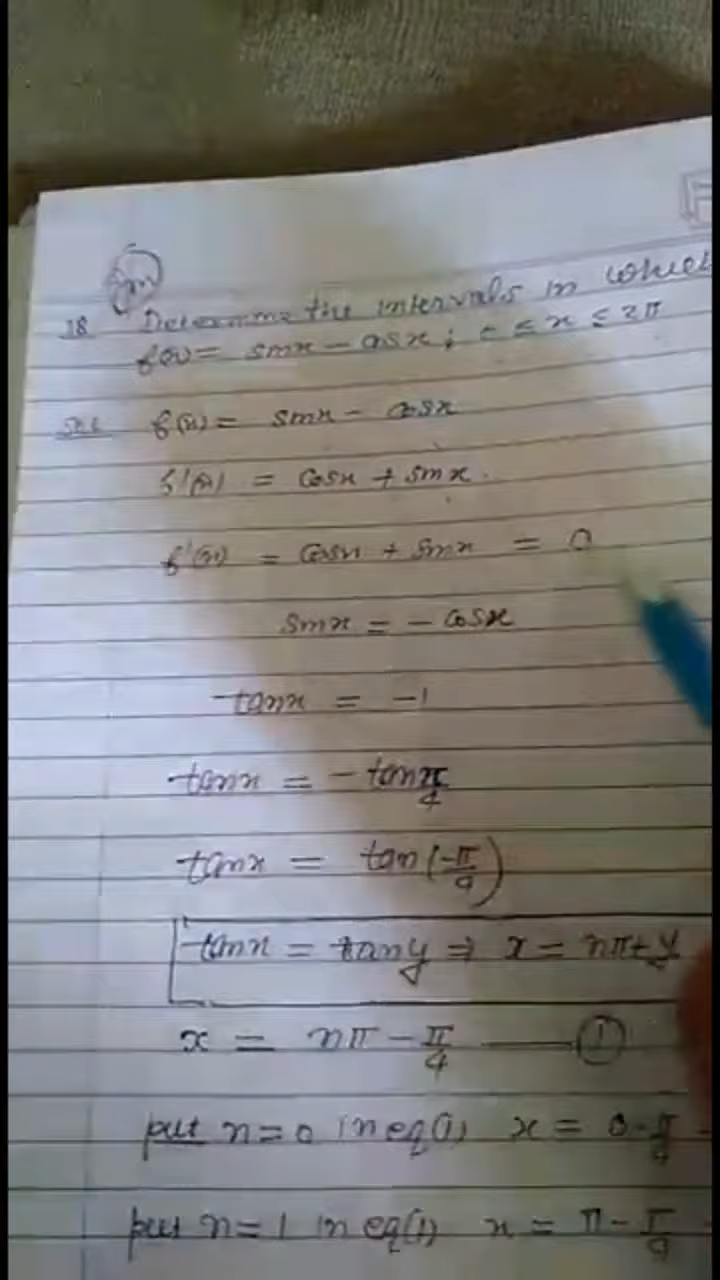 18 Determine the intervals in which
f(x) = sinx - cosx ; 0 ≤ x ≤ 2π
Sol. f(x) = sinx - cosx
f'(x) = cosx + sinx.
f'(x) = cosx + sinx = 0
sinx = - cosx
tanx = -1
tanx = - tan π/4
tanx = tan(-π/4)
tanx = tany ⇒ x = nπ+y
x = nπ - π/4 —— ①
put n=0 in eq(1) x = 0-π/4
put n=1 in eq(1) x = π-π/4